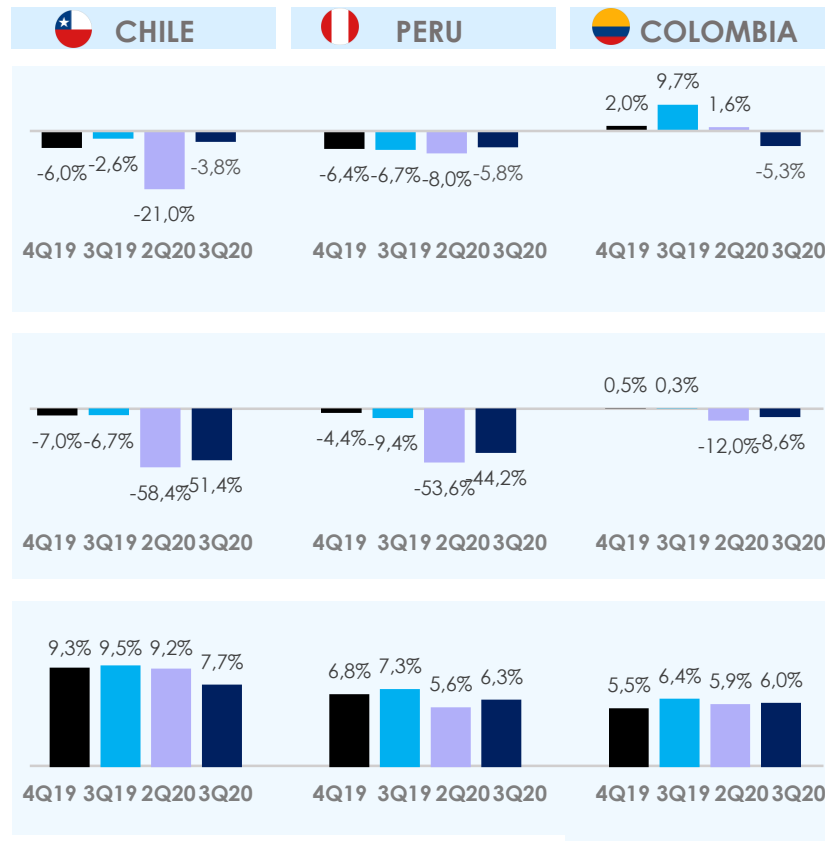 CHILE PERU COLOMBIA
9,7%
2,0% 1,6%
-6,0% -2,6% -21,0% -3,8%
-6,4% -6,7% -8,0% -5,8%
-5,3%
4Q19 3Q19 2Q20 3Q20 4Q19 3Q19 2Q20 3Q20 4Q19 3Q19 2Q20 3Q20
0,5% 0,3%
-7,0% -6,7% -58,4% 51,4%
-4,4% -9,4% -53,6% 44,2%
-12,0% 8,6%
4Q19 3Q19 2Q20 3Q20 4Q19 3Q19 2Q20 3Q20 4Q19 3Q19 2Q20 3Q20
9,3% 9,5% 9,2% 7,7%
6,8% 7,3% 5,6% 6,3%
5,5% 6,4% 5,9% 6,0%
4Q19 3Q19 2Q20 3Q20 4Q19 3Q19 2Q20 3Q20 4Q19 3Q19 2Q20 3Q20